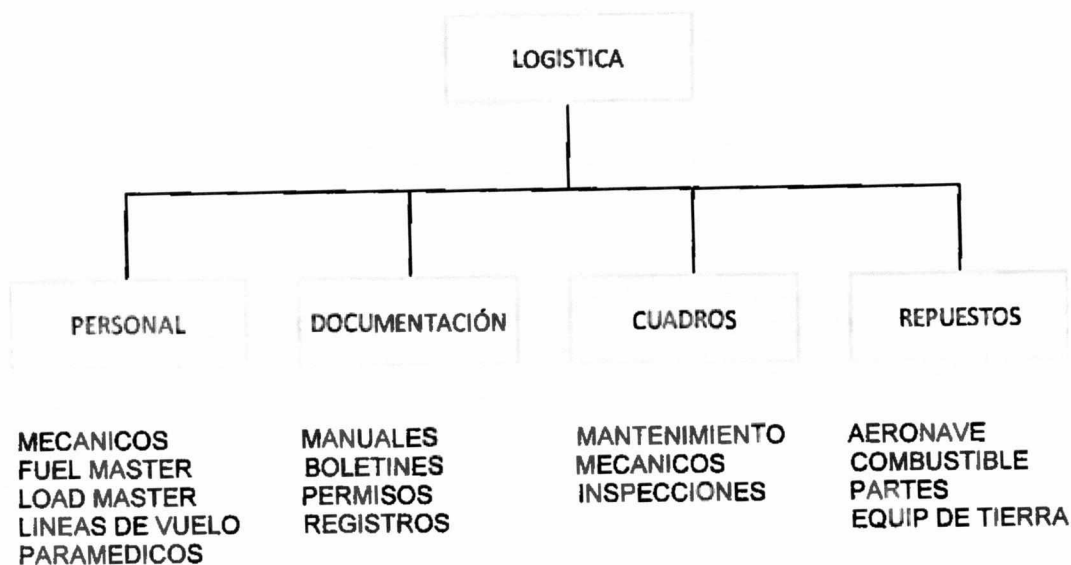 LOGISTICA
PERSONAL
DOCUMENTACIÓN
CUADROS
REPUESTOS
MECANICOS
FUEL MASTER
LOAD MASTER
LINEAS DE VUELO
PARAMEDICOS
MANUALES
BOLETINES
PERMISOS
REGISTROS
MANTENIMIENTO
MECANICOS
INSPECCIONES
AERONAVE
COMBUSTIBLE
PARTES
EQUIP DE TIERRA